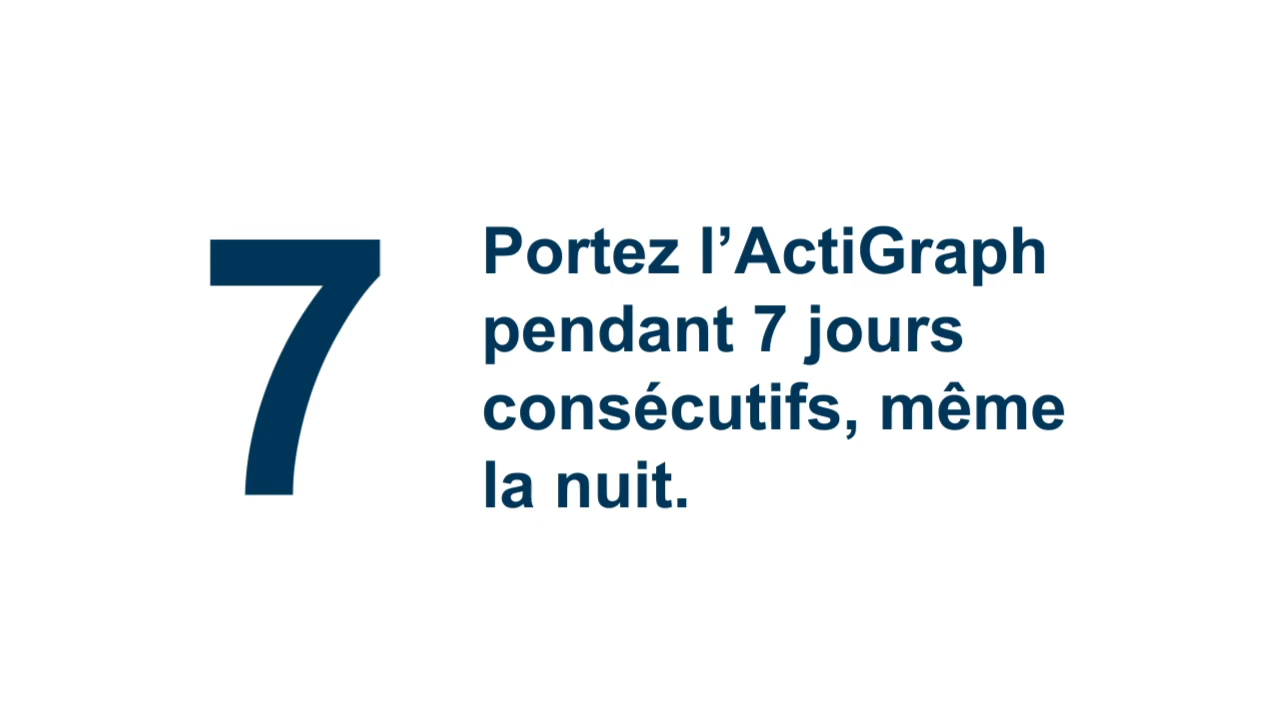 7
Portez l’ActiGraph
pendant 7 jours
consécutifs, même
la nuit.